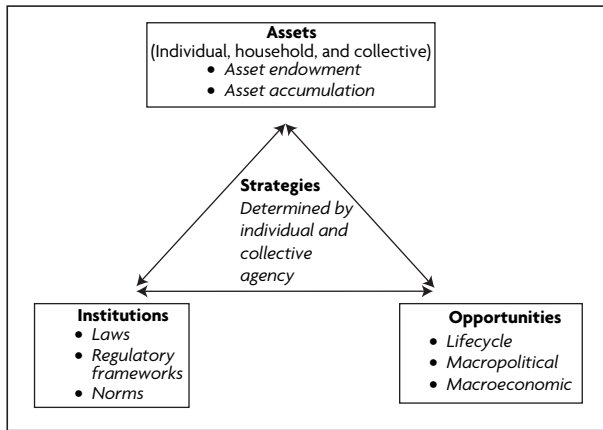 Assets
(Individual, household, and collective)
• Asset endowment
• Asset accumulation
Strategies
Determined by
individual and
collective
agency
Institutions
• Laws
• Regulatory
frameworks
• Norms
Opportunities
• Lifecycle
• Macropolitical
• Macroeconomic